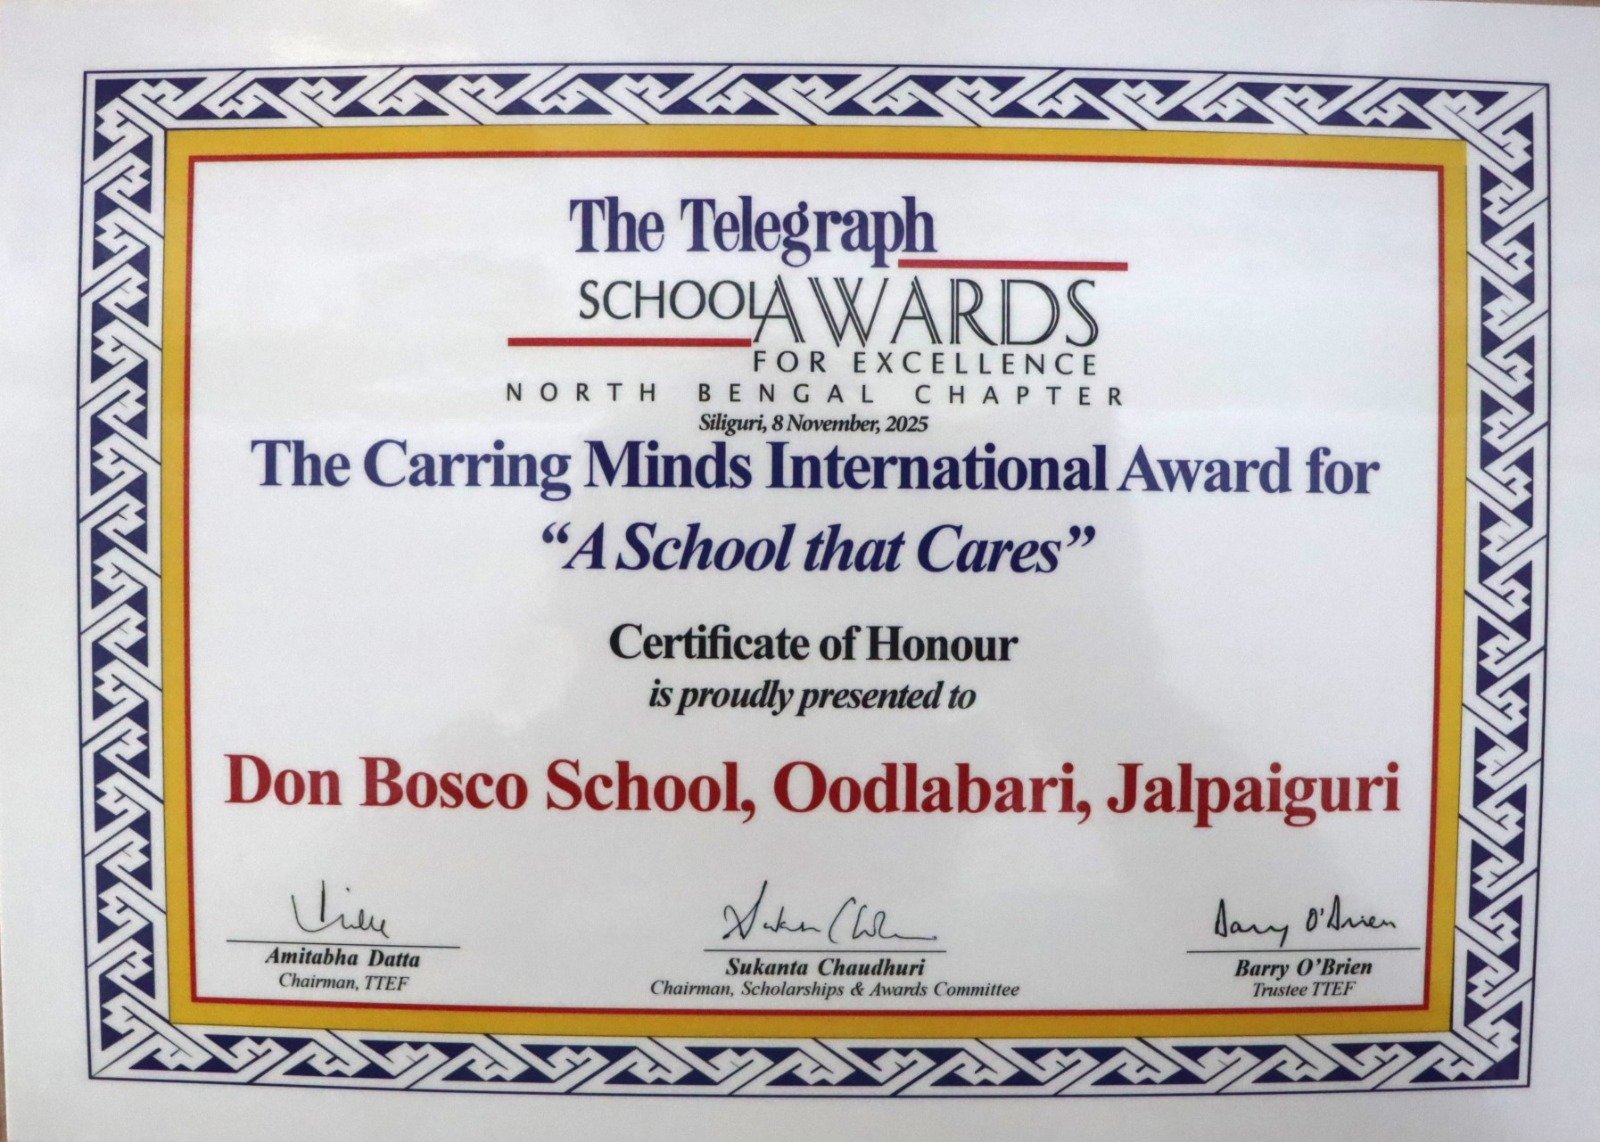 The Telegraph
SCHOOL AWARDS
FOR EXCELLENCE
NORTH BENGAL CHAPTER
Siliguri, 8 November, 2025
The Carring Minds International Award for
“A School that Cares”
Certificate of Honour
is proudly presented to
Don Bosco School, Oodlabari, Jalpaiguri
Barry O'Brien
Amitabha Datta
Chairman, TTEF
Sukanta Chaudhuri
Chairman, Scholarships & Awards Committee
Barry O’Brien
Trustee TTEF